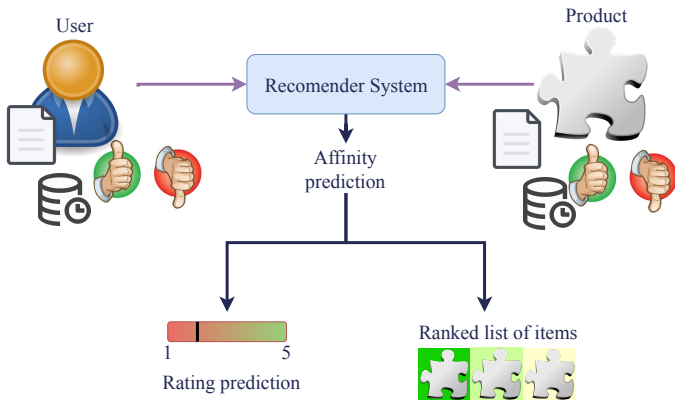 User
Product
Recomender System
Affinity
prediction
1
5
Rating prediction
Ranked list of items